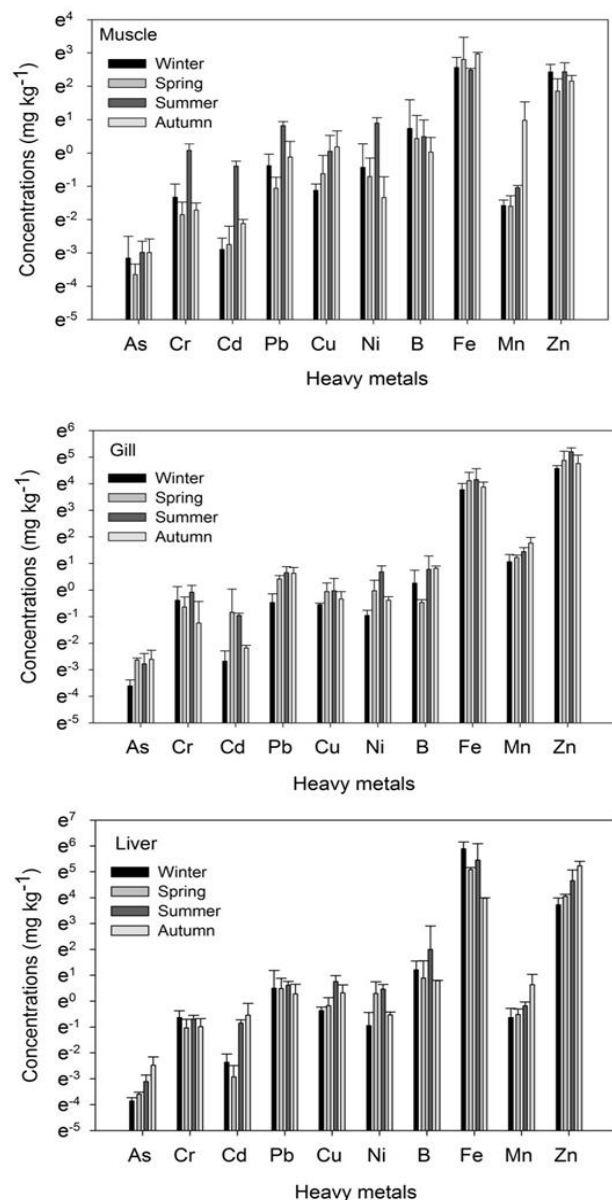 Muscle
Winter
Spring
Summer
Autumn
Concentrations (mg kg⁻¹)
e⁴
e³
e²
e¹
e⁰
e⁻¹
e⁻²
e⁻³
e⁻⁴
e⁻⁵
As Cr Cd Pb Cu Ni B Fe Mn Zn
Heavy metals
Gill
Winter
Spring
Summer
Autumn
Concentrations (mg kg⁻¹)
e⁶
e⁵
e⁴
e³
e²
e¹
e⁰
e⁻¹
e⁻²
e⁻³
e⁻⁴
e⁻⁵
As Cr Cd Pb Cu Ni B Fe Mn Zn
Heavy metals
Liver
Winter
Spring
Summer
Autumn
Concentrations (mg kg⁻¹)
e⁷
e⁶
e⁵
e⁴
e³
e²
e¹
e⁰
e⁻¹
e⁻²
e⁻³
e⁻⁴
e⁻⁵
As Cr Cd Pb Cu Ni B Fe Mn Zn
Heavy metals